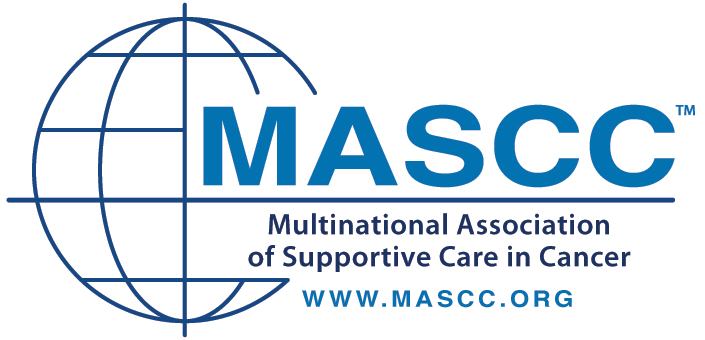 MASCC™
Multinational Association
of Supportive Care in Cancer
WWW.MASCC.ORG